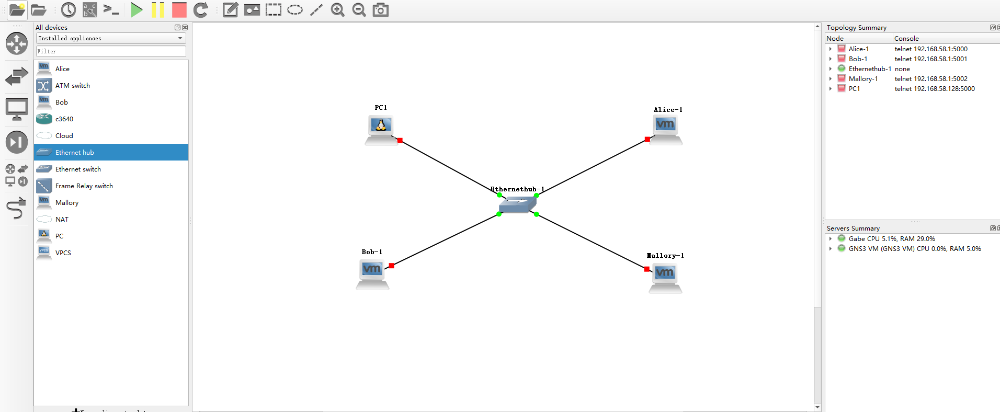 All devices
Installed appliances
Filter
Alice
ATM switch
Bob
c3640
Cloud
Ethernet hub
Ethernet switch
Frame Relay switch
Mallory
NAT
PC
VPCS
PC1
Alice-1
Ethernethub-1
Bob-1
Mallory-1
vm
vm
vm
Topology Summary
Node Console
Alice-1 telnet 192.168.58.1:5000
Bob-1 telnet 192.168.58.1:5001
Ethernethub-1 none
Mallory-1 telnet 192.168.58.1:5002
PC1 telnet 192.168.58.128:5000
Servers Summary
Gabe CPU 5.1%, RAM 29.0%
GNS3 VM (GNS3 VM) CPU 0.0%, RAM 5.0%